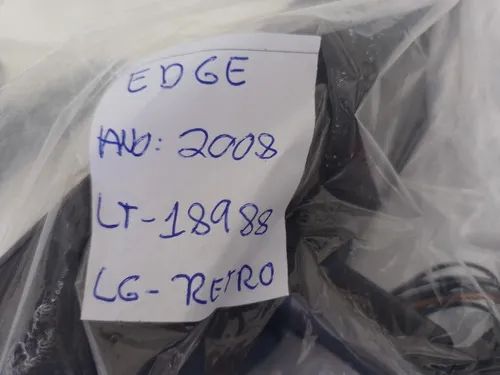 EDGE
ANO: 2008
LT-18988
LG-RETRO